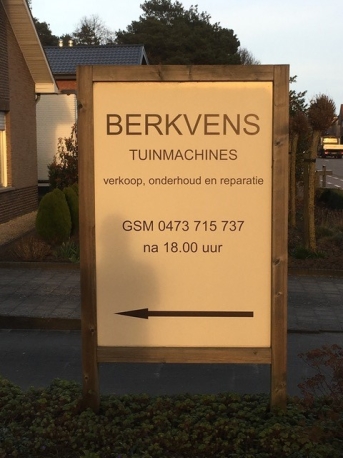 BERKVENS
TUINMACHINES
verkoop, onderhoud en reparatie
GSM 0473 715 737
na 18.00 uur